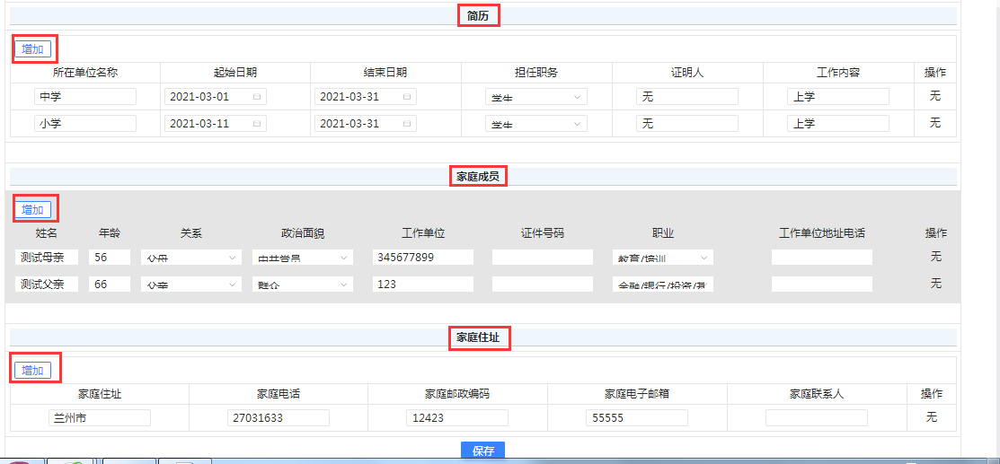 简历
增加
所在单位名称 起始日期 结束日期 担任职务 证明人 工作内容 操作
中学 2021-03-01 2021-03-31 学生 无 上学 无
小学 2021-03-11 2021-03-31 学生 无 上学 无
家庭成员
增加
姓名 年龄 关系 政治面貌 工作单位 证件号码 职业 工作单位地址电话 操作
测试母亲 56 父母 中共党员 345677899 教育/培训 无
测试父亲 66 父亲 群众 123 金融/银行/投资/基 无
家庭住址
增加
家庭住址 家庭电话 家庭邮政编码 家庭电子邮箱 家庭联系人 操作
兰州市 27031633 12423 55555 无
保存